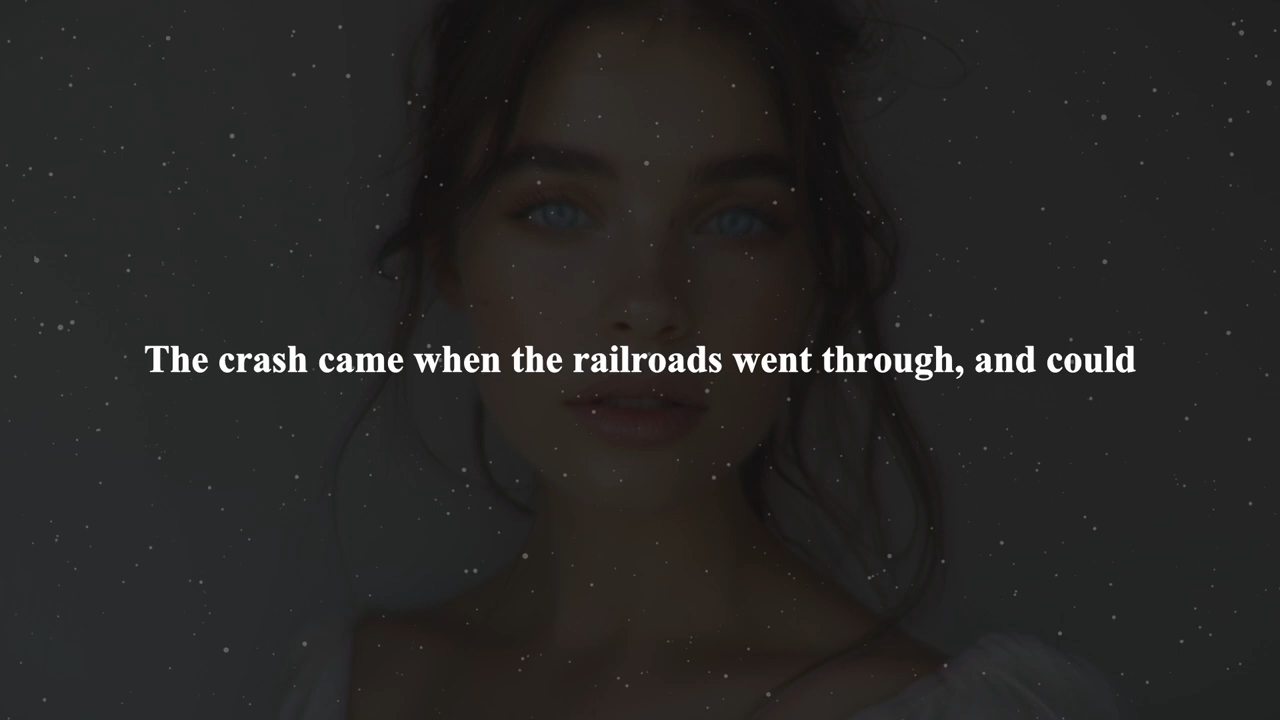 The crash came when the railroads went through, and could